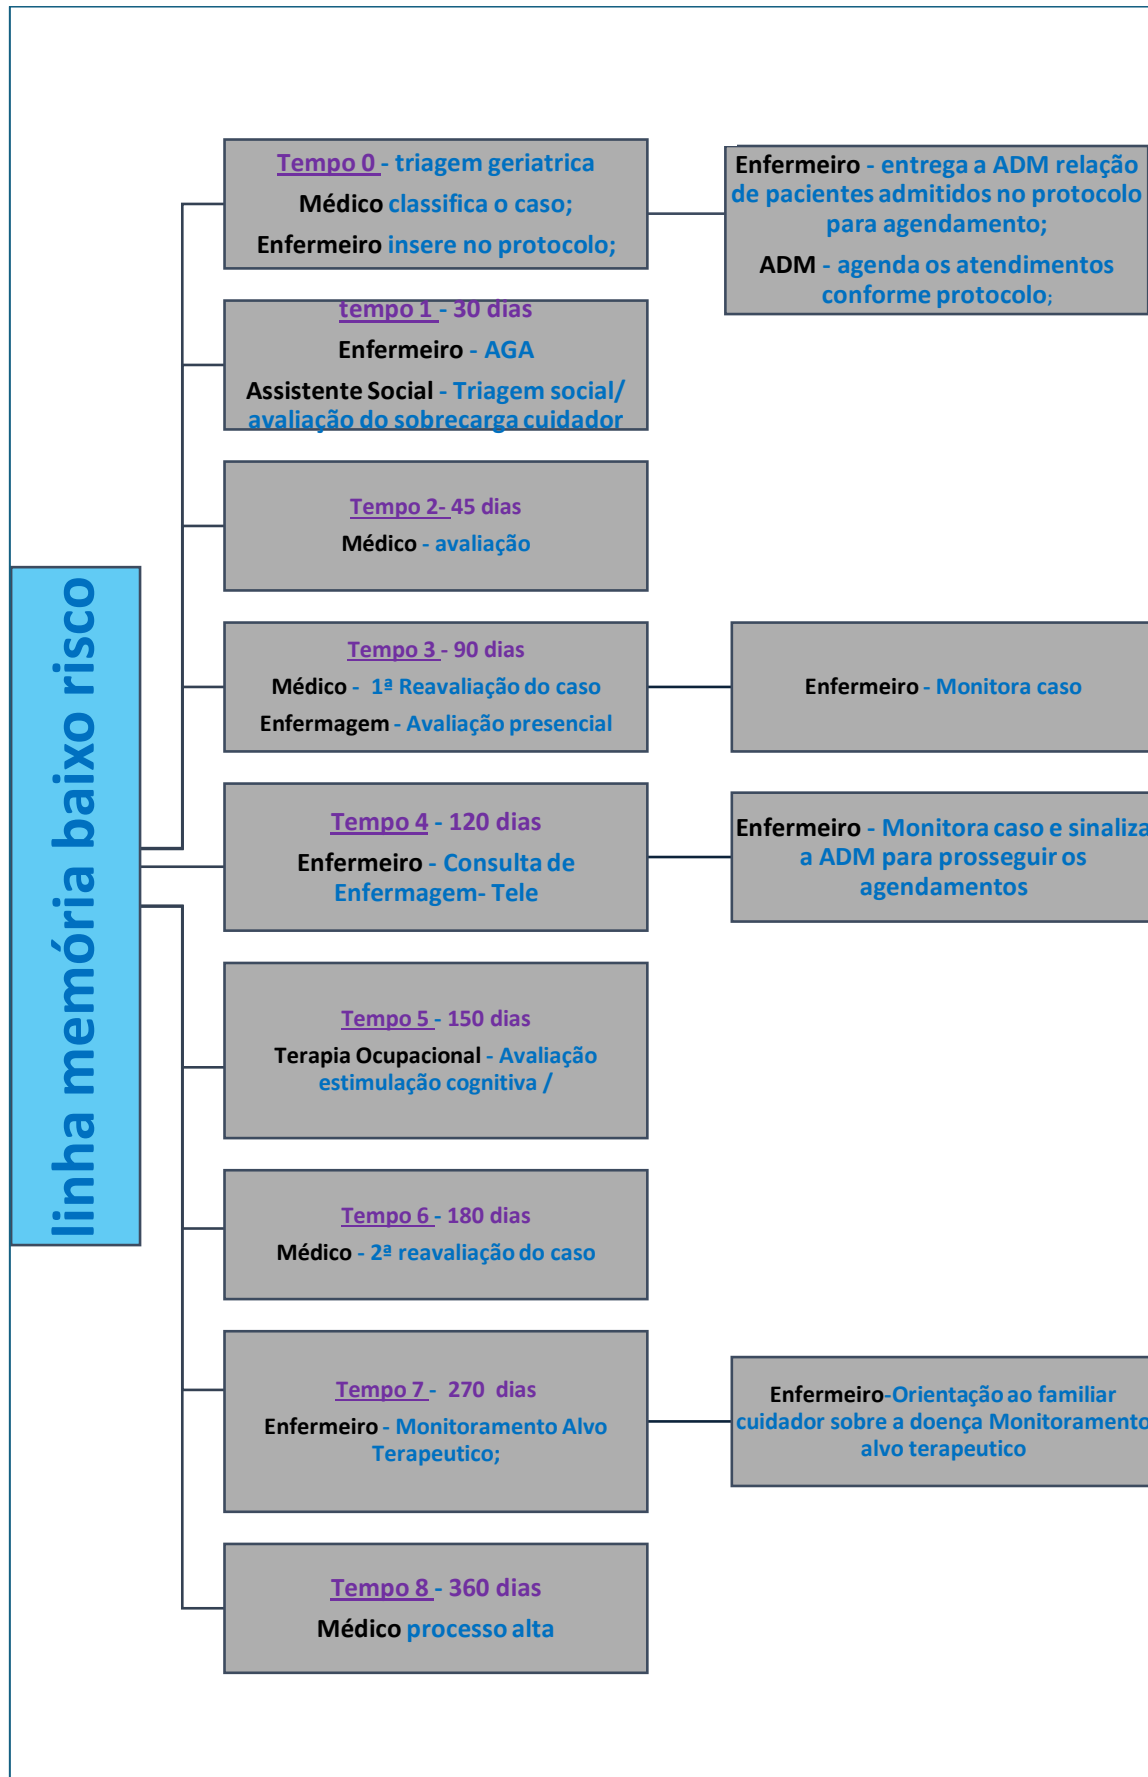 linha memória baixo risco
Tempo 0 - triagem geriatrica
Médico classifica o caso;
Enfermeiro insere no protocolo;
Enfermeiro - entrega a ADM relação
de pacientes admitidos no protocolo
para agendamento;
ADM - agenda os atendimentos
conforme protocolo;
tempo 1 - 30 dias
Enfermeiro - AGA
Assistente Social - Triagem social/
avaliação do sobrecarga cuidador
Tempo 2- 45 dias
Médico - avaliação
Tempo 3 - 90 dias
Médico - 1ª Reavaliação do caso
Enfermagem - Avaliação presencial
Enfermeiro - Monitora caso
Tempo 4 - 120 dias
Enfermeiro - Consulta de
Enfermagem- Tele
Enfermeiro - Monitora caso e sinaliza
a ADM para prosseguir os
agendamentos
Tempo 5 - 150 dias
Terapia Ocupacional - Avaliação
estimulação cognitiva /
Tempo 6 - 180 dias
Médico - 2ª reavaliação do caso
Tempo 7 - 270 dias
Enfermeiro - Monitoramento Alvo
Terapeutico;
Enfermeiro-Orientação ao familiar
cuidador sobre a doença Monitoramento
alvo terapeutico
Tempo 8 - 360 dias
Médico processo alta